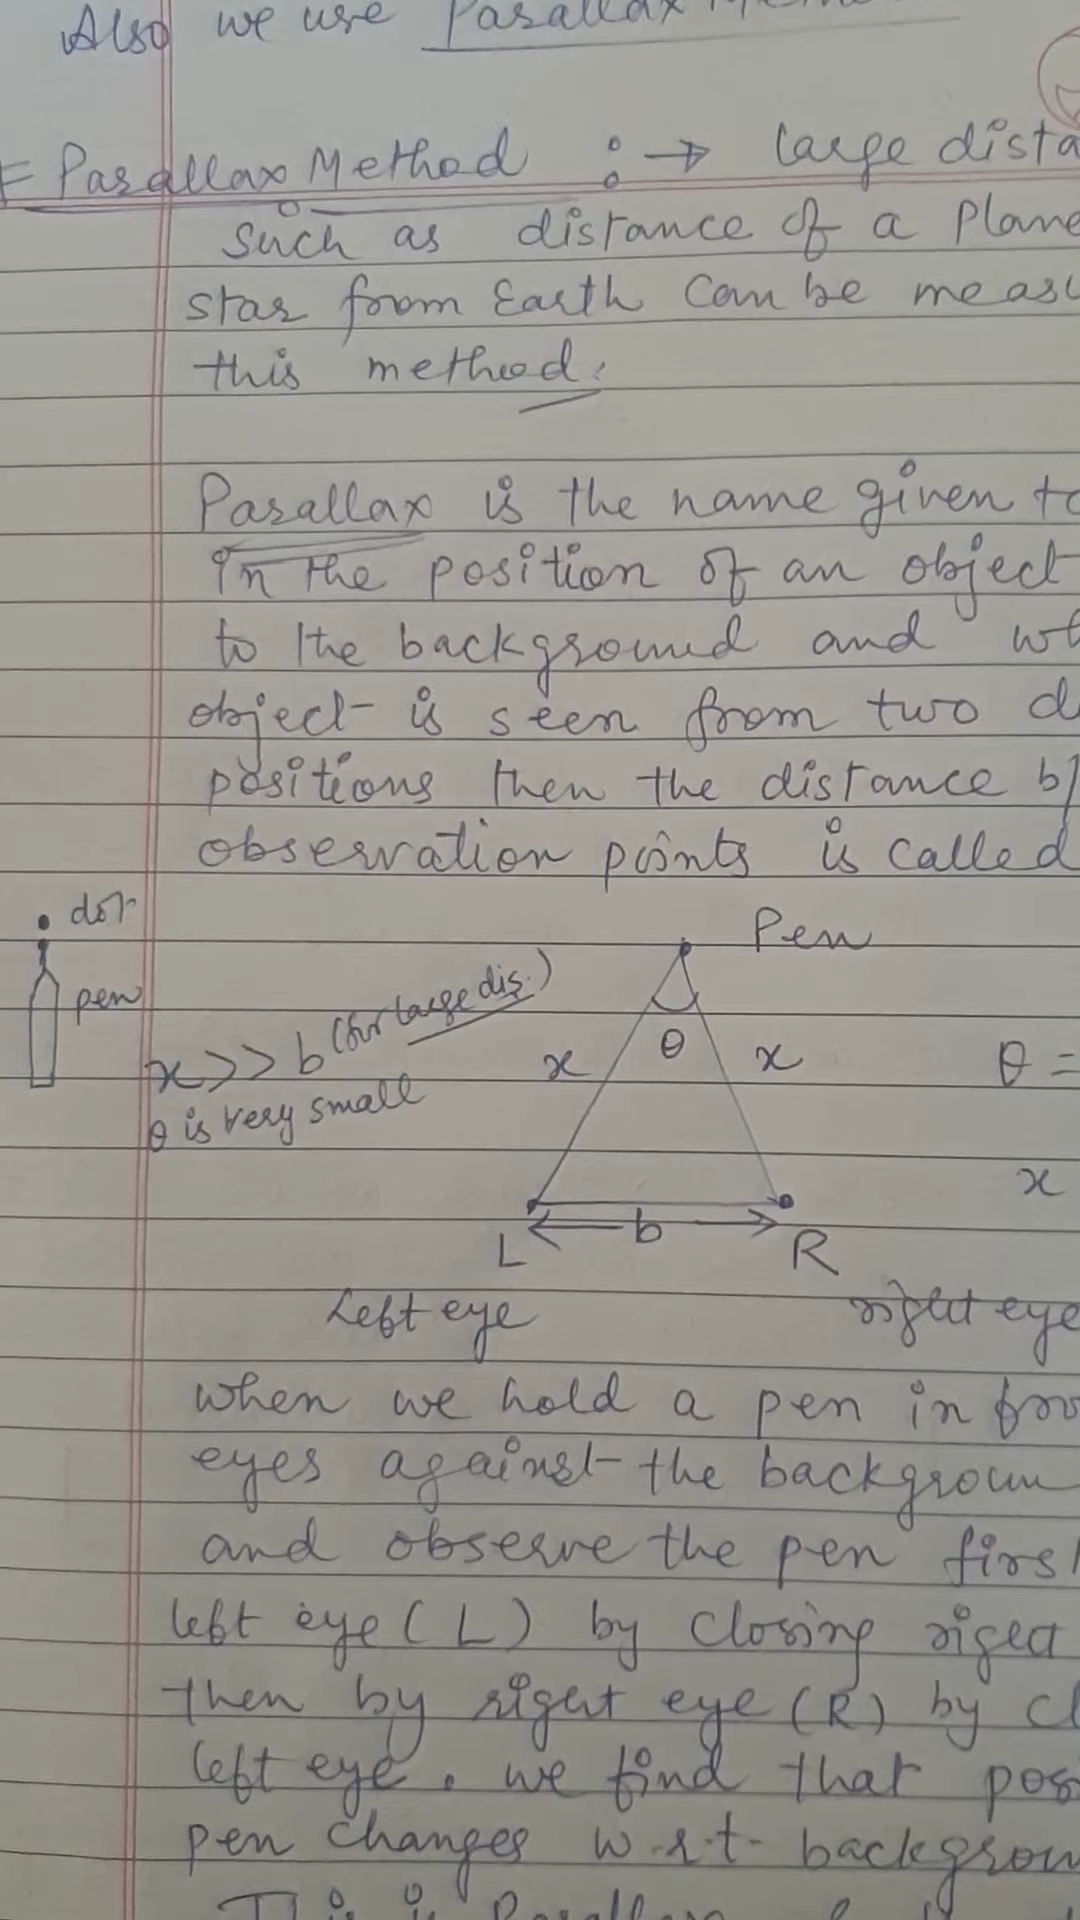 Also we use Parallax
Parallax Method : → large dista
such as distance of a Plane
star from Earth can be meas
this method.
Parallax is the name given to
in the position of an object
to the background and wh
object is seen from two d
positions then the distance b/
observation points is called
dot
pen
Pen
x >> b (for large dis.)
θ is very small
x θ x θ =
x
b
L R
Left eye right eye
when we hold a pen in fro
eyes against the backgroun
and observe the pen first
left eye (L) by closing right
then by right eye (R) by cl
left eye. we find that pos
pen changes w.r.t. backgroun